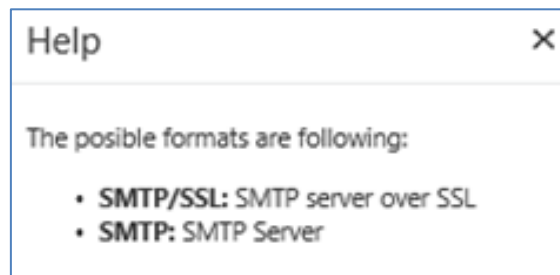 Help
The posible formats are following:
• SMTP/SSL: SMTP server over SSL
• SMTP: SMTP Server